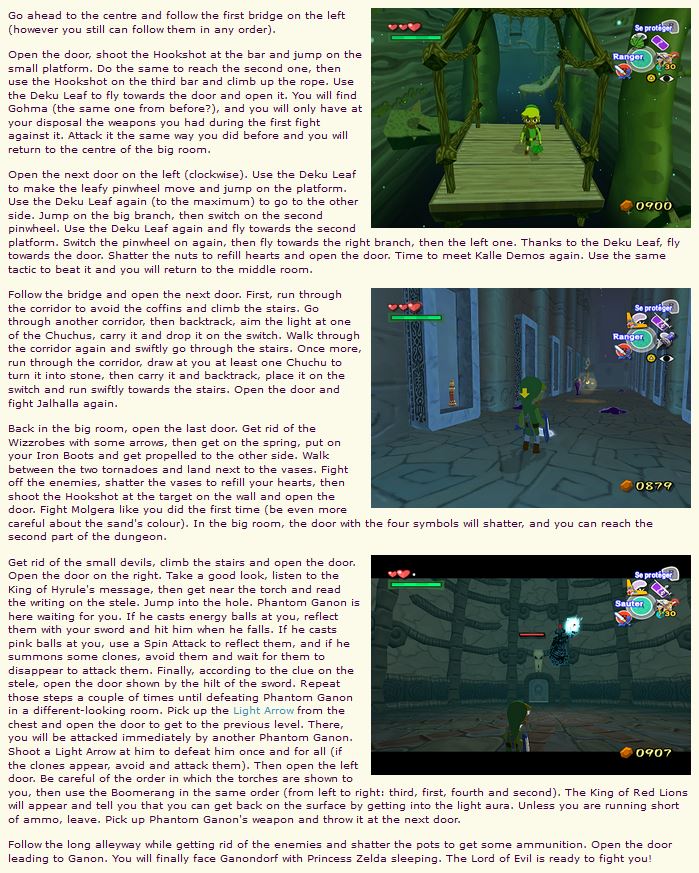 Go ahead to the centre and follow the first bridge on the left
(however you still can follow them in any order).
Open the door, shoot the Hookshot at the bar and jump on the
small platform. Do the same to reach the second one, then
use the Hookshot on the third bar and climb up the rope. Use
the Deku Leaf to fly towards the door and open it. You will find
Gohma (the same one from before?), and you will only have at
your disposal the weapons you had during the first fight
against it. Attack it the same way you did before and you will
return to the centre of the big room.
Se protéger
Ranger
30
0900
Open the next door on the left (clockwise). Use the Deku Leaf
to make the leafy pinwheel move and jump on the platform.
Use the Deku Leaf again (to the maximum) to go to the other
side. Jump on the big branch, then switch on the second
pinwheel. Use the Deku Leaf again and fly towards the second
platform. Switch the pinwheel on again, then fly towards the right branch, then the left one. Thanks to the Deku Leaf, fly
towards the door. Shatter the nuts to refill hearts and open the door. Time to meet Kalle Demos again. Use the same
tactic to beat it and you will return to the middle room.
Follow the bridge and open the next door. First, run through
the corridor to avoid the coffins and climb the stairs. Go
through another corridor, then backtrack, aim the light at one
of the Chuchus, carry it and drop it on the switch. Walk through
the corridor again and swiftly go through the stairs. Once more,
run through the corridor, draw at you at least one Chuchu to
turn it into stone, then carry it and backtrack, place it on the
switch and run swiftly towards the stairs. Open the door and
fight Jalhalla again.
Se protéger
Ranger
0879
Back in the big room, open the last door. Get rid of the
Wizzrobes with some arrows, then get on the spring, put on
your Iron Boots and get propelled to the other side. Walk
between the two tornadoes and land next to the vases. Fight
off the enemies, shatter the vases to refill your hearts, then
shoot the Hookshot at the target on the wall and open the
door. Fight Molgera like you did the first time (be even more
careful about the sand's colour). In the big room, the door with the four symbols will shatter, and you can reach the
second part of the dungeon.
Get rid of the small devils, climb the stairs and open the door.
Open the door on the right. Take a good look, listen to the
King of Hyrule's message, then get near the torch and read
the writing on the stele. Jump into the hole. Phantom Ganon is
here waiting for you. If he casts energy balls at you, reflect
them with your sword and hit him when he falls. If he casts
pink balls at you, use a Spin Attack to reflect them, and if he
summons some clones, avoid them and wait for them to
disappear to attack them. Finally, according to the clue on the
stele, open the door shown by the hilt of the sword. Repeat
those steps a couple of times until defeating Phantom Ganon
in a different-looking room. Pick up the Light Arrow from the
chest and open the door to get to the previous level. There,
you will be attacked immediately by another Phantom Ganon.
Shoot a Light Arrow at him to defeat him once and for all (if
the clones appear, avoid and attack them). Then open the left
door. Be careful of the order in which the torches are shown to
you, then use the Boomerang in the same order (from left to right: third, first, fourth and second). The King of Red Lions
will appear and tell you that you can get back on the surface by getting into the light aura. Unless you are running short
of ammo, leave. Pick up Phantom Ganon's weapon and throw it at the next door.
Se protéger
Sauter
30
0907
Follow the long alleyway while getting rid of the enemies and shatter the pots to get some ammunition. Open the door
leading to Ganon. You will finally face Ganondorf with Princess Zelda sleeping. The Lord of Evil is ready to fight you!